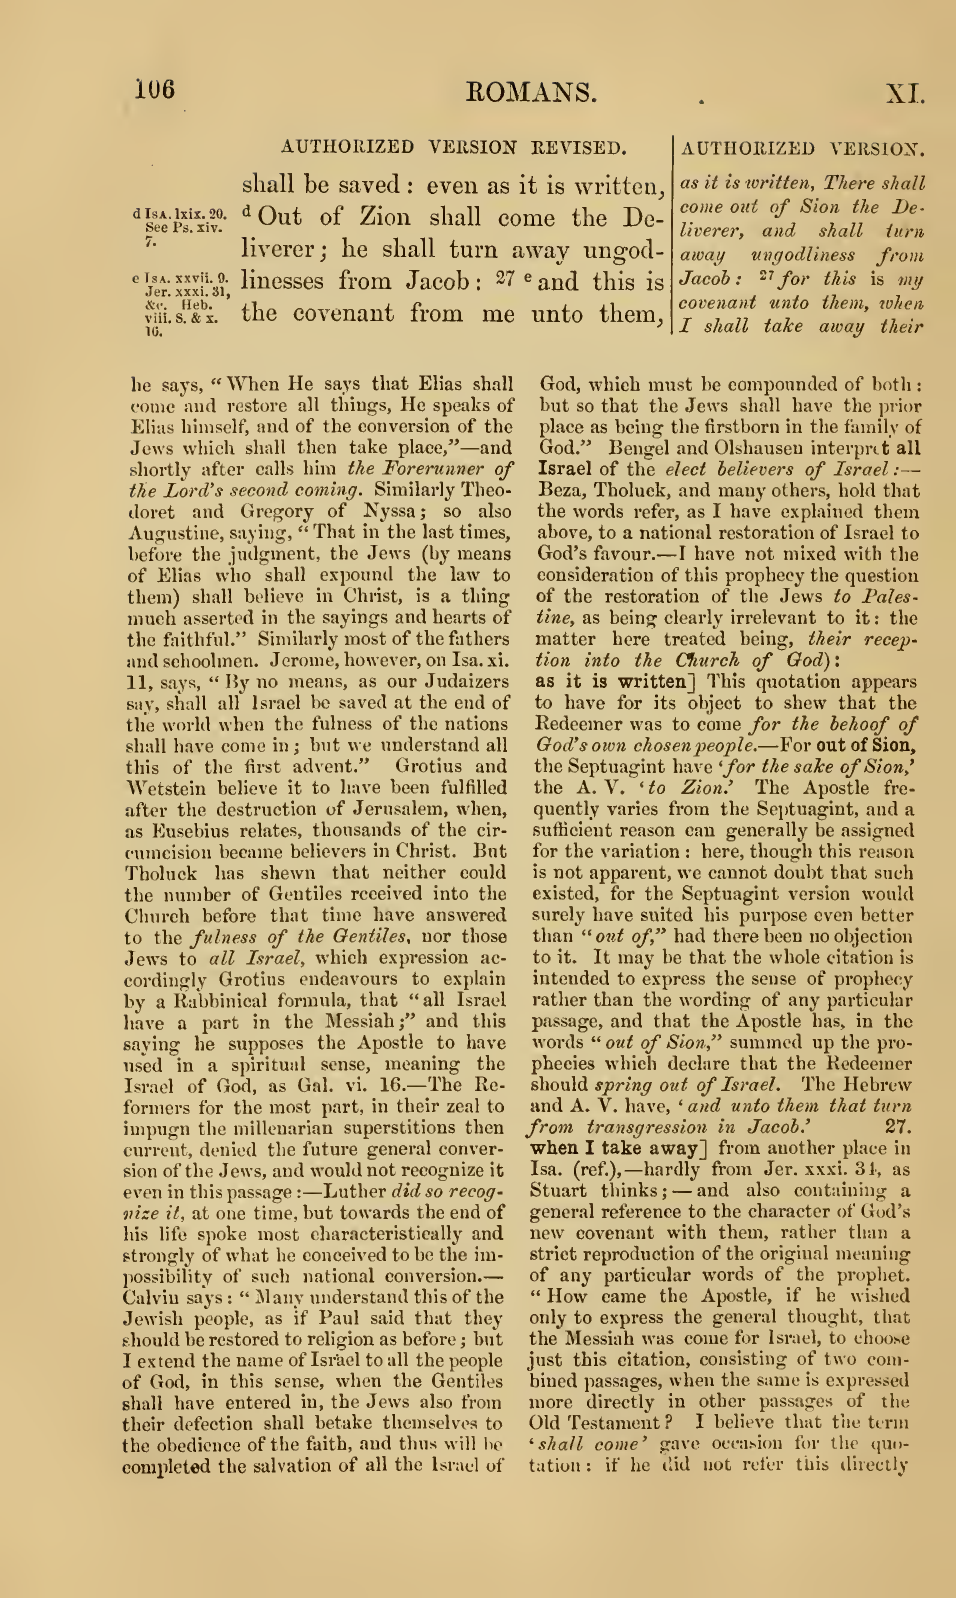 106 ROMANS. XI.
AUTHORIZED VERSION REVISED.
shall be saved : even as it is written,
d Out of Zion shall come the De-
liverer ; he shall turn away ungod-
linesses from Jacob : 27 e and this is
the covenant from me unto them,
d ISA. lxix. 20.
See Ps. xiv.
7.
e ISA. xxvii. 9.
Jer. xxxi. 31,
&c. Heb.
viii. 8. & x.
16.
AUTHORIZED VERSION.
as it is written, There shall
come out of Sion the De-
liverer, and shall turn
away ungodliness from
Jacob : 27 for this is my
covenant unto them, when
I shall take away their
he says, “ When He says that Elias shall
come and restore all things, He speaks of
Elias himself, and of the conversion of the
Jews which shall then take place,”—and
shortly after calls him the Forerunner of
the Lord's second coming. Similarly Theo-
doret and Gregory of Nyssa ; so also
Augustine, saying, “ That in the last times,
before the judgment, the Jews (by means
of Elias who shall expound the law to
them) shall believe in Christ, is a thing
much asserted in the sayings and hearts of
the faithful.” Similarly most of the fathers
and schoolmen. Jerome, however, on Isa. xi.
11, says, “ By no means, as our Judaizers
say, shall all Israel be saved at the end of
the world when the fulness of the nations
shall have come in ; but we understand all
this of the first advent.” Grotius and
Wetstein believe it to have been fulfilled
after the destruction of Jerusalem, when,
as Eusebius relates, thousands of the cir-
cumcision became believers in Christ. But
Tholuck has shewn that neither could
the number of Gentiles received into the
Church before that time have answered
to the fulness of the Gentiles, nor those
Jews to all Israel, which expression ac-
cordingly Grotius endeavours to explain
by a Rabbinical formula, that “ all Israel
have a part in the Messiah ;” and this
saying he supposes the Apostle to have
used in a spiritual sense, meaning the
Israel of God, as Gal. vi. 16.—The Re-
formers for the most part, in their zeal to
impugn the millenarian superstitions then
current, denied the future general conver-
sion of the Jews, and would not recognize it
even in this passage :—Luther did so recog-
nize it, at one time, but towards the end of
his life spoke most characteristically and
strongly of what he conceived to be the im-
possibility of such national conversion.—
Calvin says : “ Many understand this of the
Jewish people, as if Paul said that they
should be restored to religion as before ; but
I extend the name of Israel to all the people
of God, in this sense, when the Gentiles
shall have entered in, the Jews also from
their defection shall betake themselves to
the obedience of the faith, and thus will be
completed the salvation of all the Israel of
God, which must be compounded of both :
but so that the Jews shall have the prior
place as being the firstborn in the family of
God.” Bengel and Olshausen interpret all
Israel of the elect believers of Israel :—
Beza, Tholuck, and many others, hold that
the words refer, as I have explained them
above, to a national restoration of Israel to
God's favour.—I have not mixed with the
consideration of this prophecy the question
of the restoration of the Jews to Pales-
tine, as being clearly irrelevant to it : the
matter here treated being, their recep-
tion into the Church of God) :
as it is written] This quotation appears
to have for its object to shew that the
Redeemer was to come for the behoof of
God's own chosen people.—For out of Sion,
the Septuagint have ‘for the sake of Sion,’
the A. V. ‘to Zion.’ The Apostle fre-
quently varies from the Septuagint, and a
sufficient reason can generally be assigned
for the variation : here, though this reason
is not apparent, we cannot doubt that such
existed, for the Septuagint version would
surely have suited his purpose even better
than “out of,” had there been no objection
to it. It may be that the whole citation is
intended to express the sense of prophecy
rather than the wording of any particular
passage, and that the Apostle has, in the
words “out of Sion,” summed up the pro-
phecies which declare that the Redeemer
should spring out of Israel. The Hebrew
and A. V. have, ‘and unto them that turn
from transgression in Jacob.’ 27.
when I take away] from another place in
Isa. (ref.),—hardly from Jer. xxxi. 31, as
Stuart thinks ; — and also containing a
general reference to the character of God's
new covenant with them, rather than a
strict reproduction of the original meaning
of any particular words of the prophet.
“ How came the Apostle, if he wished
only to express the general thought, that
the Messiah was come for Israel, to choose
just this citation, consisting of two com-
bined passages, when the same is expressed
more directly in other passages of the
Old Testament ? I believe that the term
‘shall come’ gave occasion for the quo-
tation : if he did not refer this directly